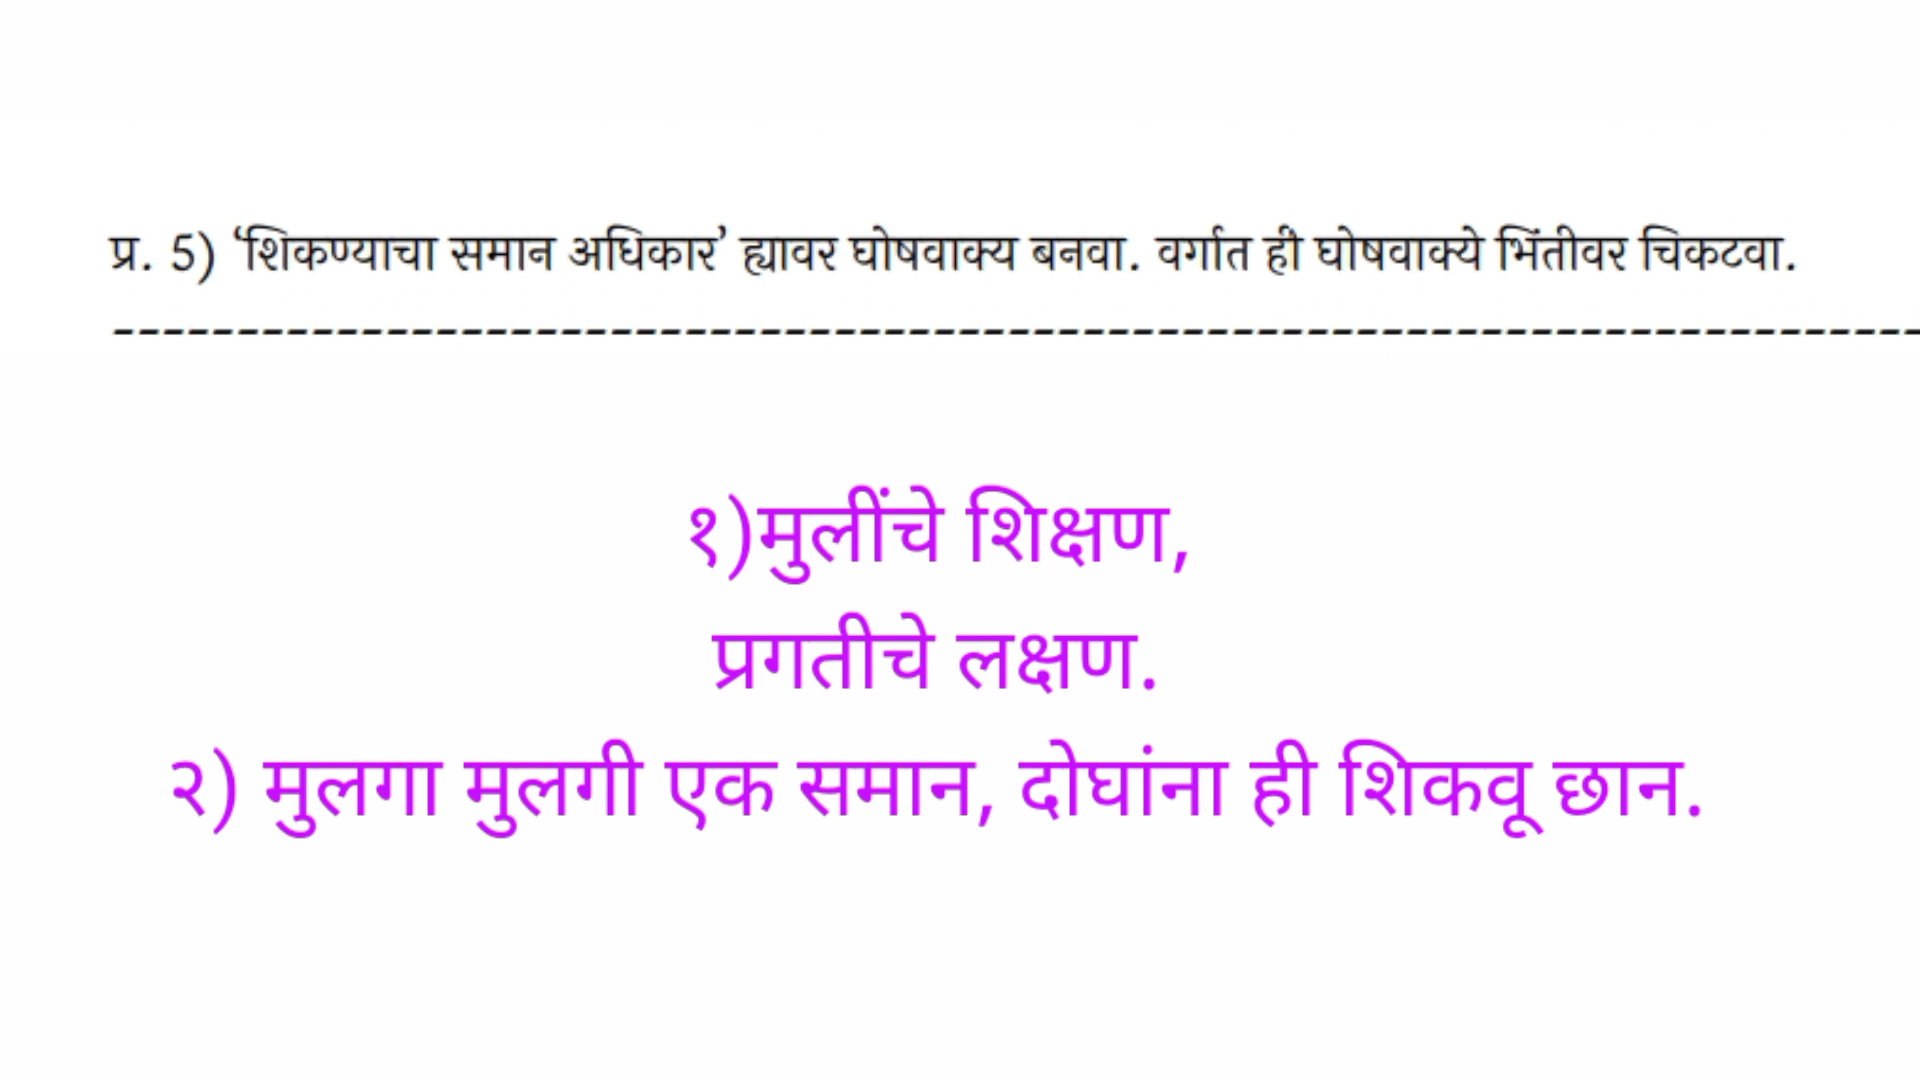 प्र. 5) ‘शिकण्याचा समान अधिकार’ ह्यावर घोषवाक्य बनवा. वर्गात ही घोषवाक्ये भिंतीवर चिकटवा.
१)मुलींचे शिक्षण,
प्रगतीचे लक्षण.
२) मुलगा मुलगी एक समान, दोघांना ही शिकवू छान.